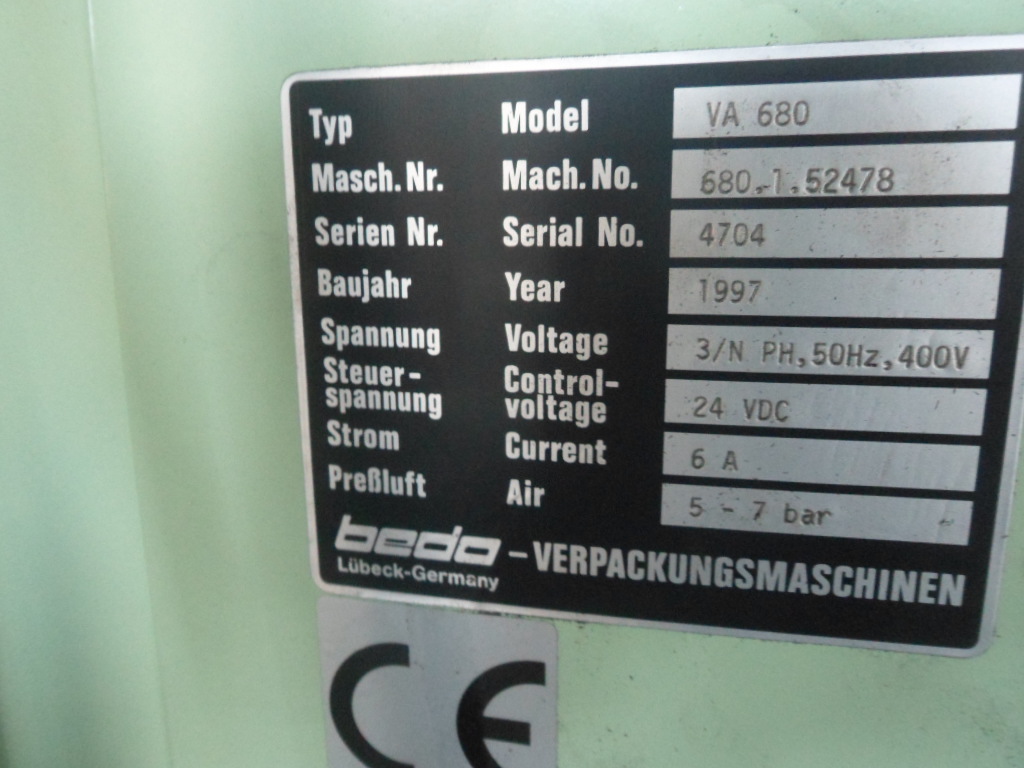 Typ Model VA 680
Masch.Nr. Mach.No. 680.1.52478
Serien Nr. Serial No. 4704
Baujahr Year 1997
Spannung Voltage 3/N PH,50Hz,400V
Steuer-
spannung Control-
voltage 24 VDC
Strom Current 6 A
Preßluft Air 5 - 7 bar
beda -VERPACKUNGSMASCHINEN
Lübeck-Germany
CE